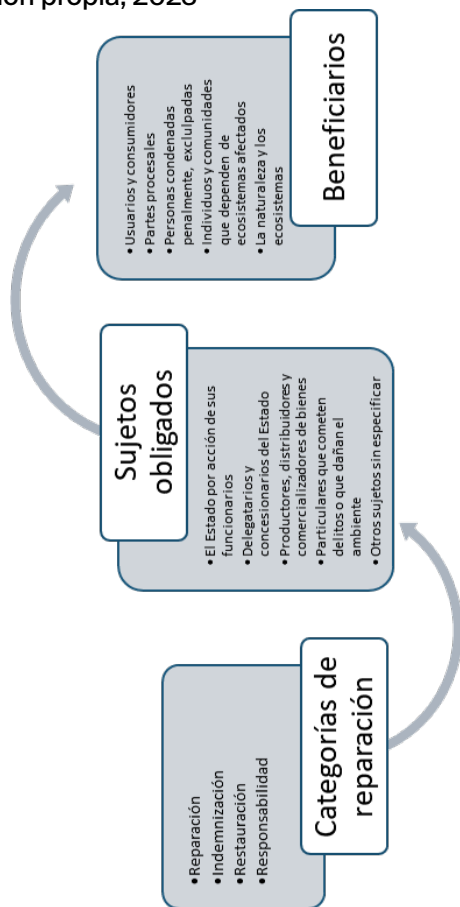 ión propia, 2023
• Reparación
• Indemnización
• Restauración
• Responsabilidad
Categorías de
reparación
Sujetos
obligados
• El Estado por acción de sus
funcionarios
• Delegatarios y
concesionarios del Estado
• Productores, distribuidores y
comercializadores de bienes
• Particulares que cometen
delitos o que dañan el
ambiente
• Otros sujetos sin especificar
• Usuarios y consumidores
• Partes procesales
• Personas condenadas
penalmente, exclulpadas
• Individuos y comunidades
que dependen de
ecosistemas afectados
• La naturaleza y los
ecosistemas
Beneficiarios